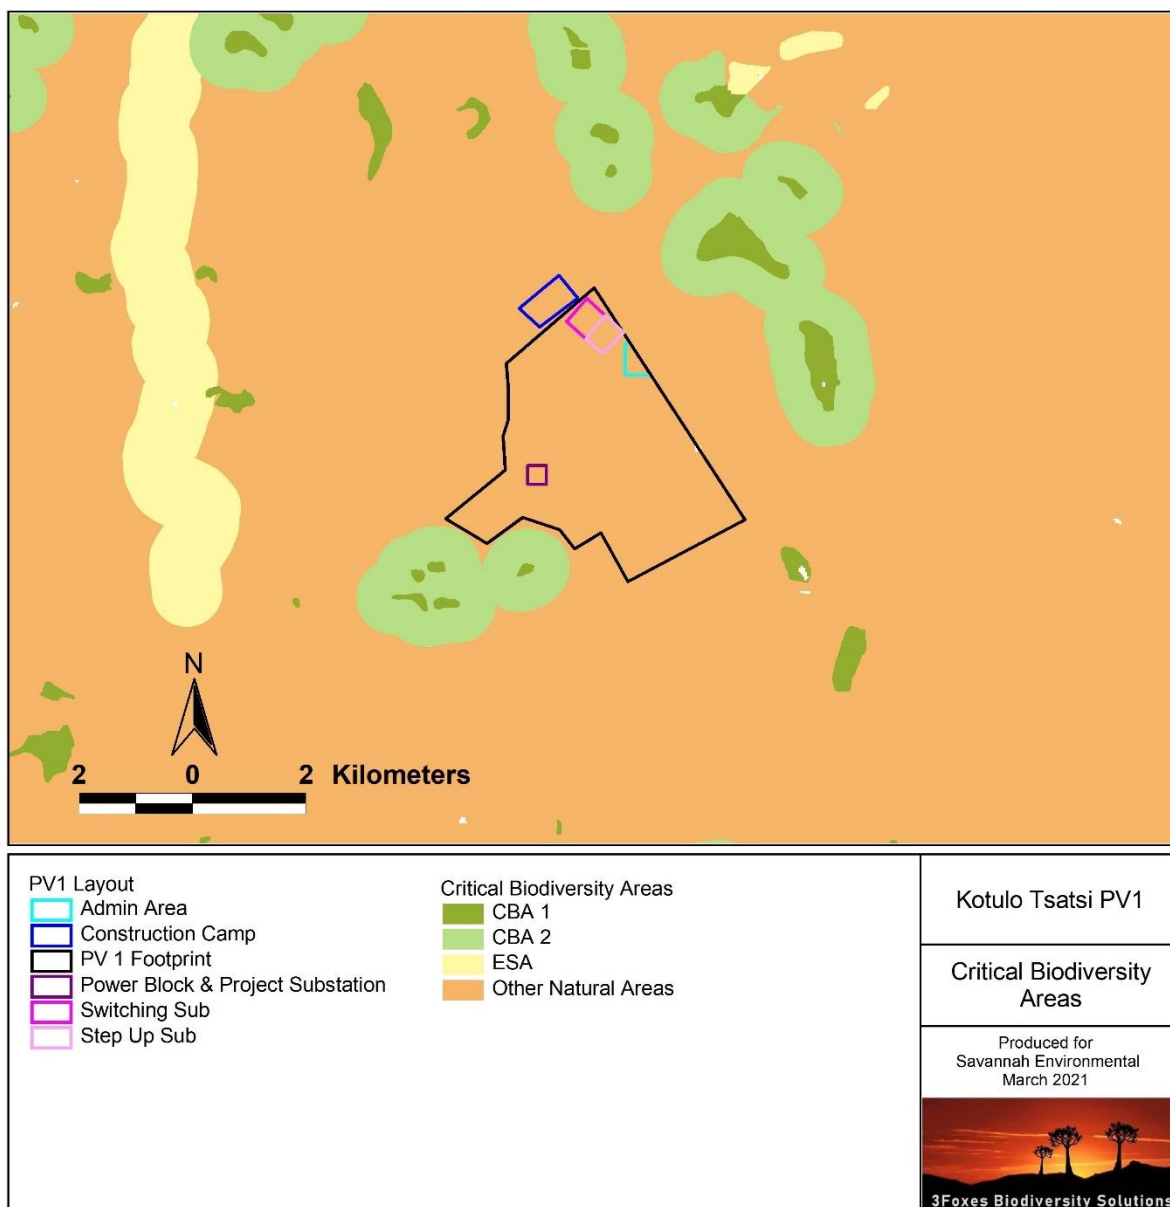 N
2 0 2 Kilometers
PV1 Layout
Admin Area
Construction Camp
PV 1 Footprint
Power Block & Project Substation
Switching Sub
Step Up Sub
Critical Biodiversity Areas
CBA 1
CBA 2
ESA
Other Natural Areas
Kotulo Tsatsi PV1
Critical Biodiversity
Areas
Produced for
Savannah Environmental
March 2021
3Foxes Biodiversity Solutions